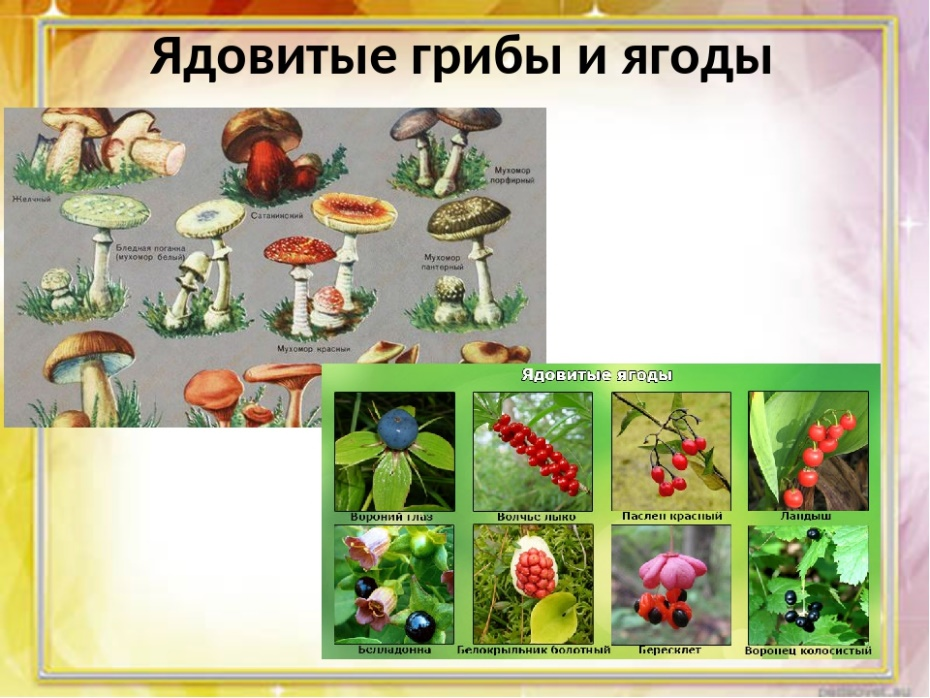 Ядовитые грибы и ягоды
Желчный
Сатанинский
Мухомор
порфирный
Бледная поганка
(мухомор белый)
Мухомор
пантерный
Мухомор красный
Ядовитые ягоды
Вороний глаз
Волчье лыко
Паслен красный
Ландыш
Белладонна
Белокрыльник болотный
Бересклет
Воронец колосистый